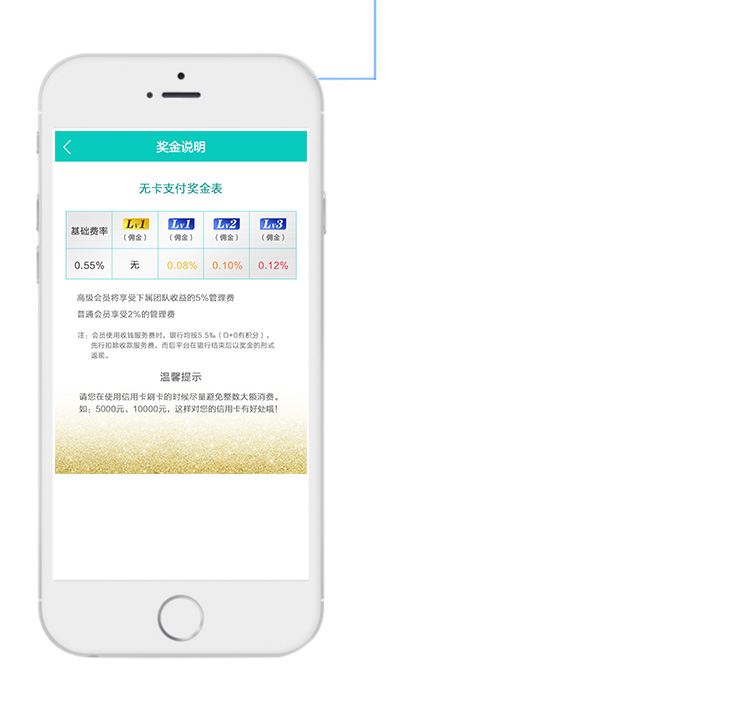 奖金说明
无卡支付奖金表
基础费率 Lv1 Lv1 Lv2 Lv3
（佣金） （佣金） （佣金） （佣金）
0.55% 无 0.08% 0.10% 0.12%
高级会员将享受下属团队收益的5%管理费
普通会员享受2%的管理费
注：会员使用收钱服务费时，银行均按5.5‰（D+0有积分），
先行扣除收款服务费，而后平台在银行结束后以奖金的形式
返现。
温馨提示
请您在使用信用卡刷卡的时候尽量避免整数大额消费。
如；5000元、10000元，这样对您的信用卡有好处哦！